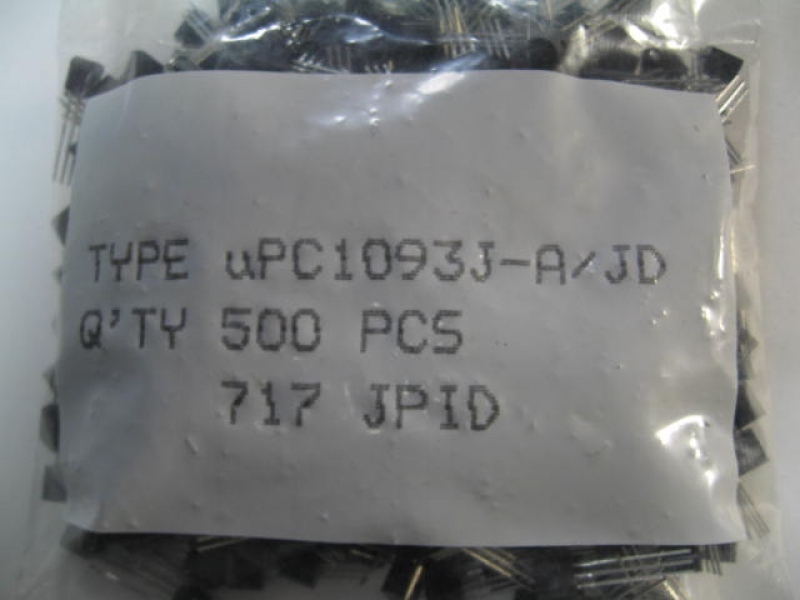 TYPE uPC1093J-A/JD
Q'TY 500 PCS
717 JPID